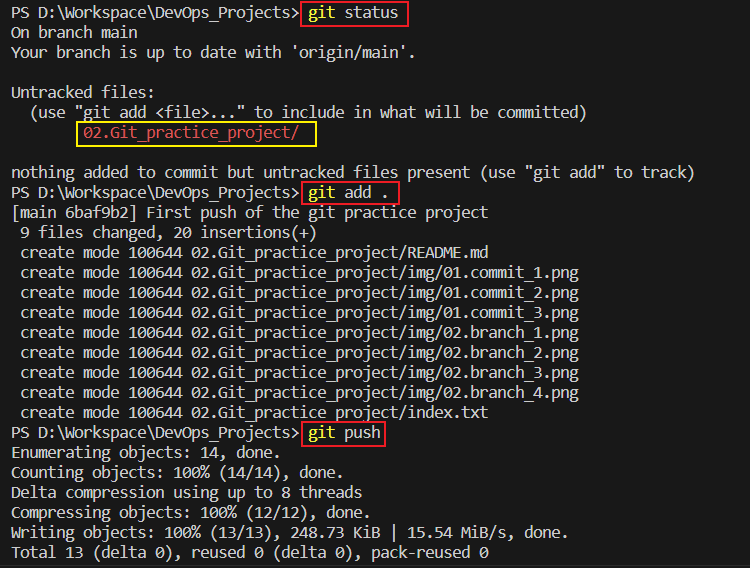 PS D:\Workspace\DevOps_Projects> git status
On branch main
Your branch is up to date with 'origin/main'.
Untracked files:
(use "git add <file>..." to include in what will be committed)
02.Git_practice_project/
nothing added to commit but untracked files present (use "git add" to track)
PS D:\Workspace\DevOps_Projects> git add .
[main 6baf9b2] First push of the git practice project
9 files changed, 20 insertions(+)
create mode 100644 02.Git_practice_project/README.md
create mode 100644 02.Git_practice_project/img/01.commit_1.png
create mode 100644 02.Git_practice_project/img/01.commit_2.png
create mode 100644 02.Git_practice_project/img/01.commit_3.png
create mode 100644 02.Git_practice_project/img/02.branch_1.png
create mode 100644 02.Git_practice_project/img/02.branch_2.png
create mode 100644 02.Git_practice_project/img/02.branch_3.png
create mode 100644 02.Git_practice_project/img/02.branch_4.png
create mode 100644 02.Git_practice_project/index.txt
PS D:\Workspace\DevOps_Projects> git push
Enumerating objects: 14, done.
Counting objects: 100% (14/14), done.
Delta compression using up to 8 threads
Compressing objects: 100% (12/12), done.
Writing objects: 100% (13/13), 248.73 KiB | 15.54 MiB/s, done.
Total 13 (delta 0), reused 0 (delta 0), pack-reused 0